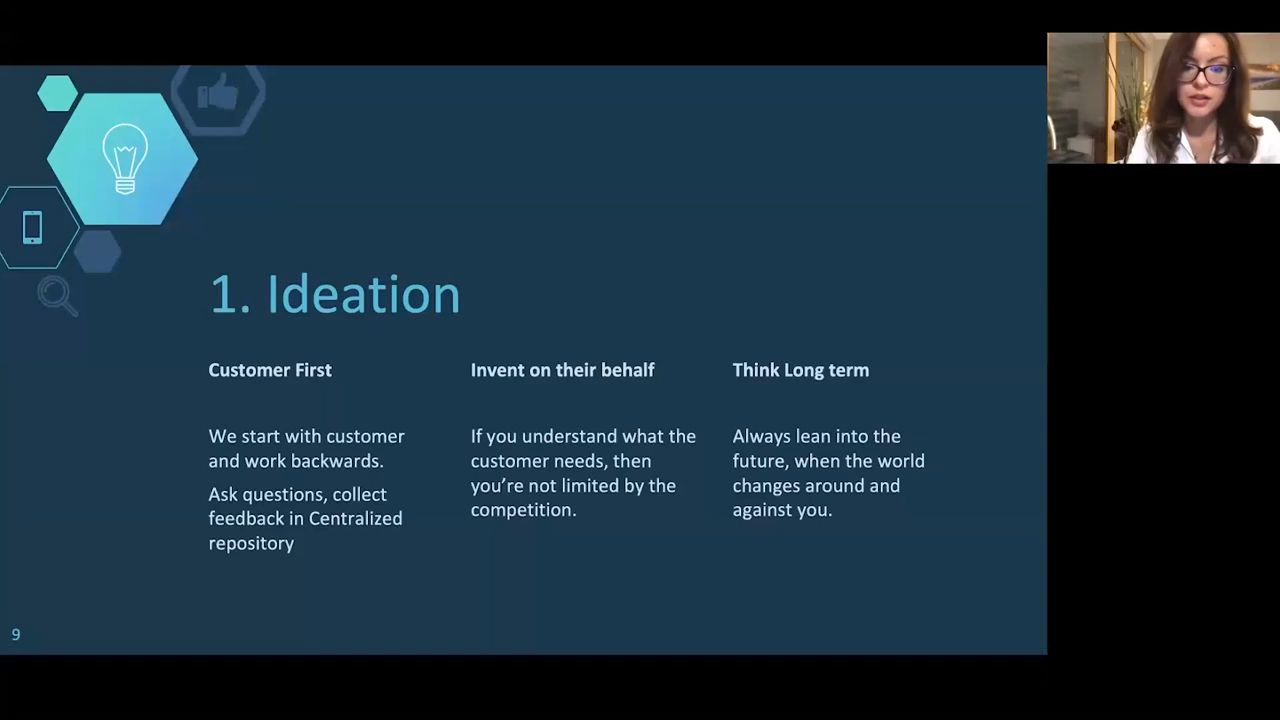 1. Ideation
Customer First
We start with customer
and work backwards.
Ask questions, collect
feedback in Centralized
repository
Invent on their behalf
If you understand what the
customer needs, then
you’re not limited by the
competition.
Think Long term
Always lean into the
future, when the world
changes around and
against you.
9